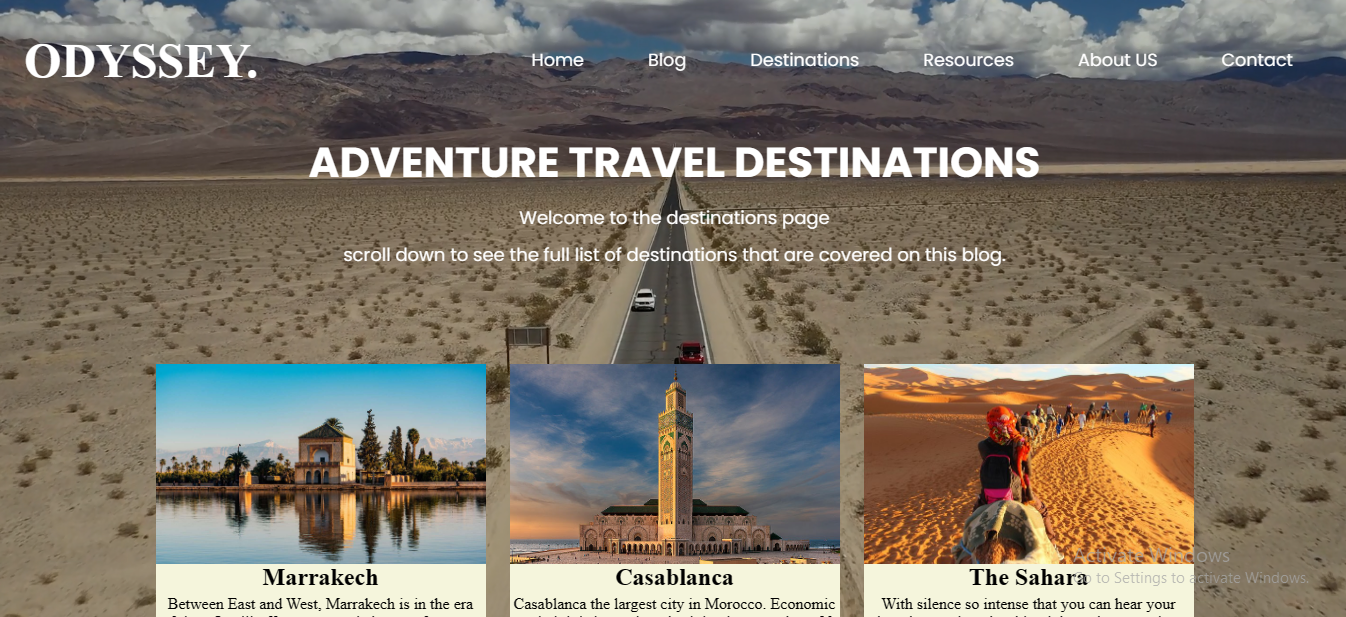 ODYSSEY.
Home Blog Destinations Resources About US Contact
ADVENTURE TRAVEL DESTINATIONS
Welcome to the destinations page
scroll down to see the full list of destinations that are covered on this blog.
Marrakech
Between East and West, Marrakech is in the era
Casablanca
Casablanca the largest city in Morocco. Economic
The Sahara
With silence so intense that you can hear your
Activate Windows
Go to Settings to activate Windows.